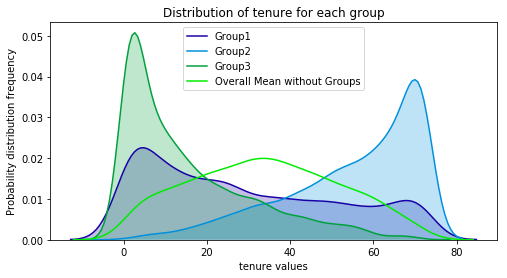 Distribution of tenure for each group
Group1
Group2
Group3
Overall Mean without Groups
Probability distribution frequency
0.05
0.04
0.03
0.02
0.01
0.00
0 20 40 60 80
tenure values